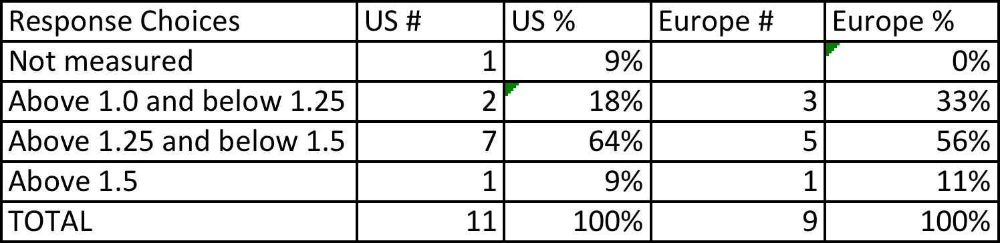 Response Choices US # US % Europe # Europe %
Not measured 1 9% 0%
Above 1.0 and below 1.25 2 18% 3 33%
Above 1.25 and below 1.5 7 64% 5 56%
Above 1.5 1 9% 1 11%
TOTAL 11 100% 9 100%